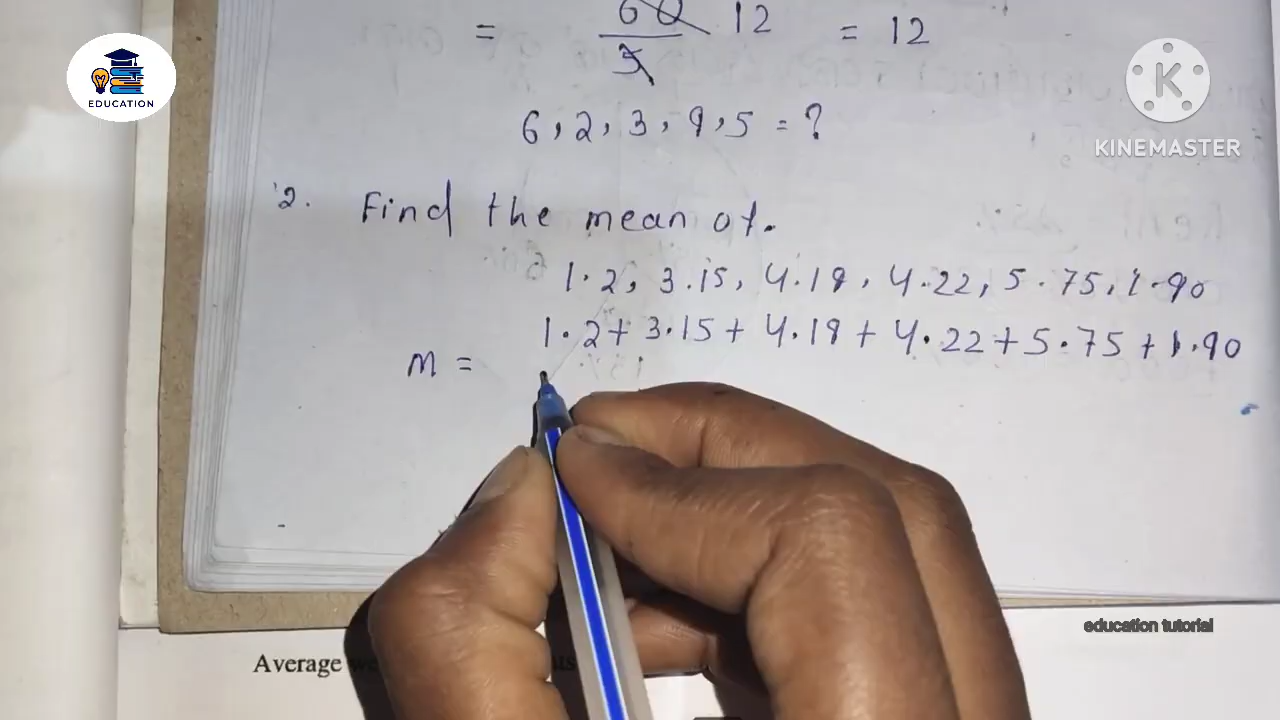 = 60 12 = 12
5
EDUCATION
KINEMASTER
6, 2, 3, 9, 5 = ?
2. Find the mean of.
1.2, 3.15, 4.18, 4.22, 5.75, 1.90
1.2 + 3.15 + 4.18 + 4.22 + 5.75 + 1.90
M =
education tutorial
Average